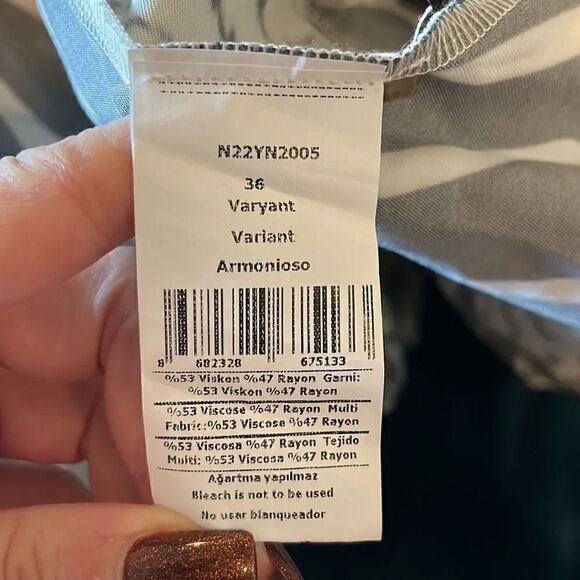 N22YN2005
36
Varyant
Variant
Armonioso
8 682328 675133
%53 Viskon %47 Rayon Garni:
%53 Viskon %47 Rayon
%53 Viscose %47 Rayon Multi
Fabric:%53 Viscose %47 Rayon
%53 Viscosa %47 Rayon Tejido
Multi: %53 Viscosa %47 Rayon
Ağartma yapılmaz
Bleach is not to be used
No usar blanqueador